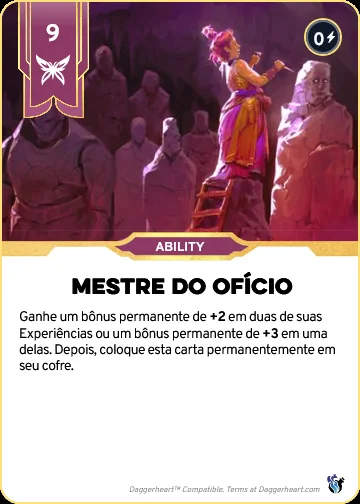 9
0
ABILITY
MESTRE DO OFÍCIO
Ganhe um bônus permanente de +2 em duas de suas
Experiências ou um bônus permanente de +3 em uma
delas. Depois, coloque esta carta permanentemente em
seu cofre.
Daggerheart™ Compatible. Terms at Daggerheart.com